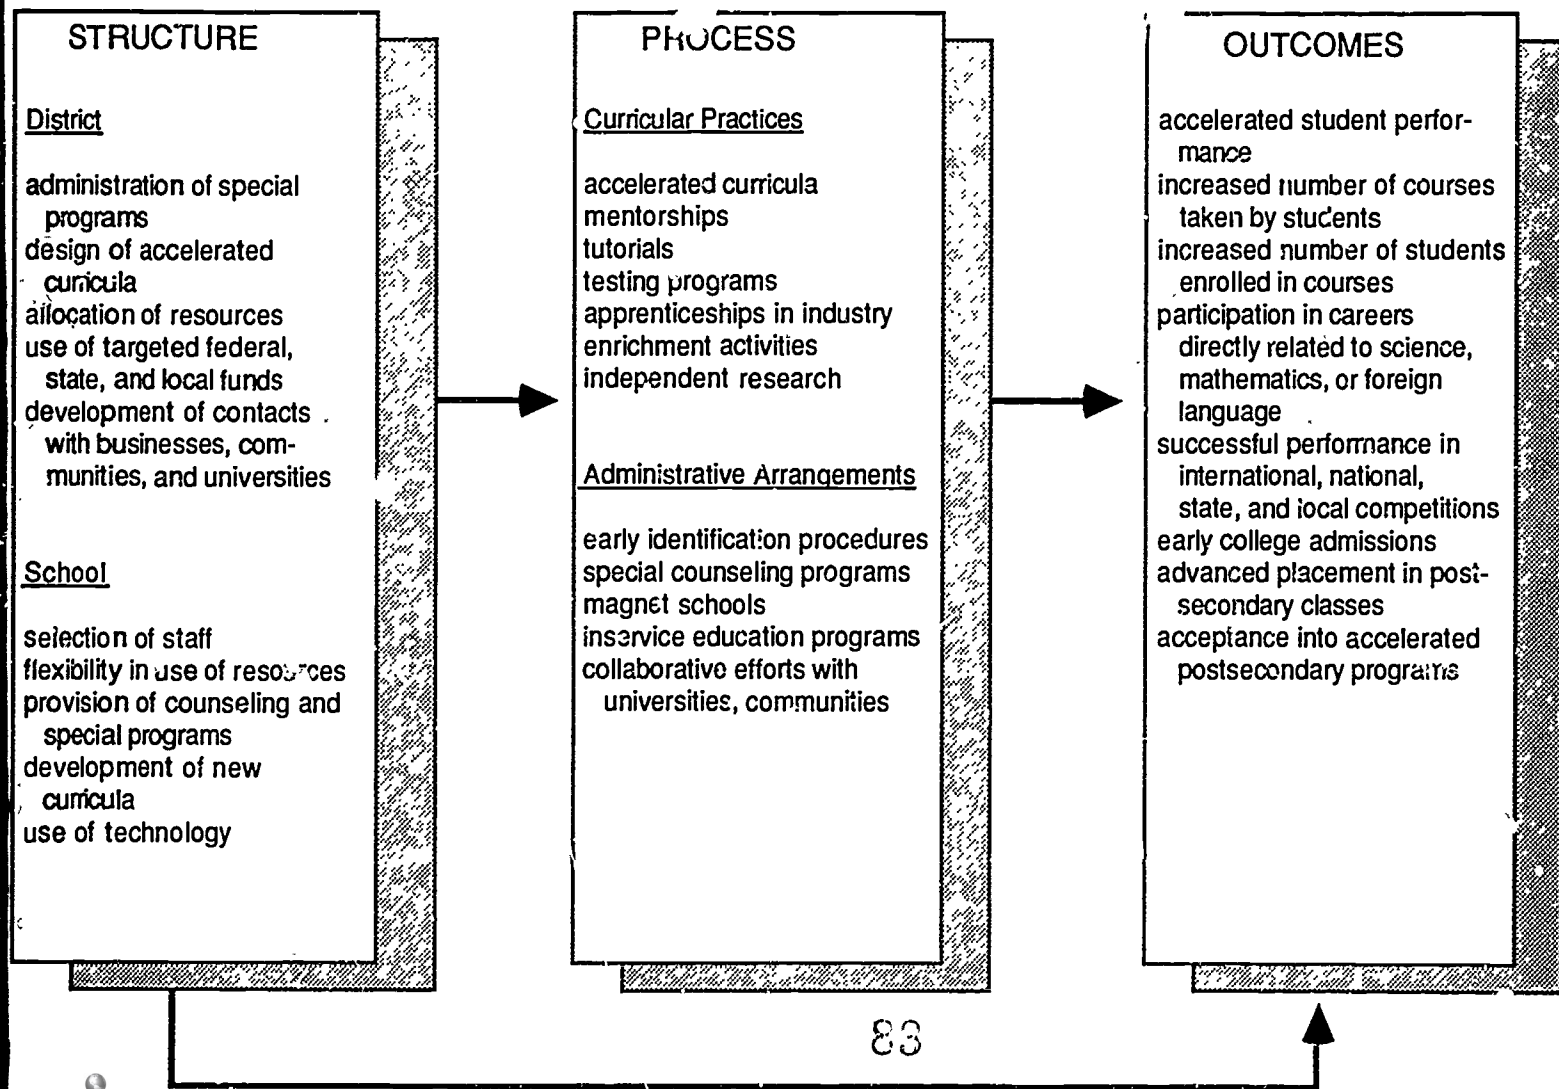 STRUCTURE
District
administration of special
programs
design of accelerated
curricula
allocation of resources
use of targeted federal,
state, and local funds
development of contacts
with businesses, com-
munities, and universities
School
selection of staff
flexibility in use of resources
provision of counseling and
special programs
development of new
curricula
use of technology
PROCESS
Curricular Practices
accelerated curricula
mentorships
tutorials
testing programs
apprenticeships in industry
enrichment activities
independent research
Administrative Arrangements
early identification procedures
special counseling programs
magnet schools
inservice education programs
collaborative efforts with
universities, communities
OUTCOMES
accelerated student perfor-
mance
increased number of courses
taken by students
increased number of students
enrolled in courses
participation in careers
directly related to science,
mathematics, or foreign
language
successful performance in
international, national,
state, and local competitions
early college admissions
advanced placement in post-
secondary classes
acceptance into accelerated
postsecondary programs
83